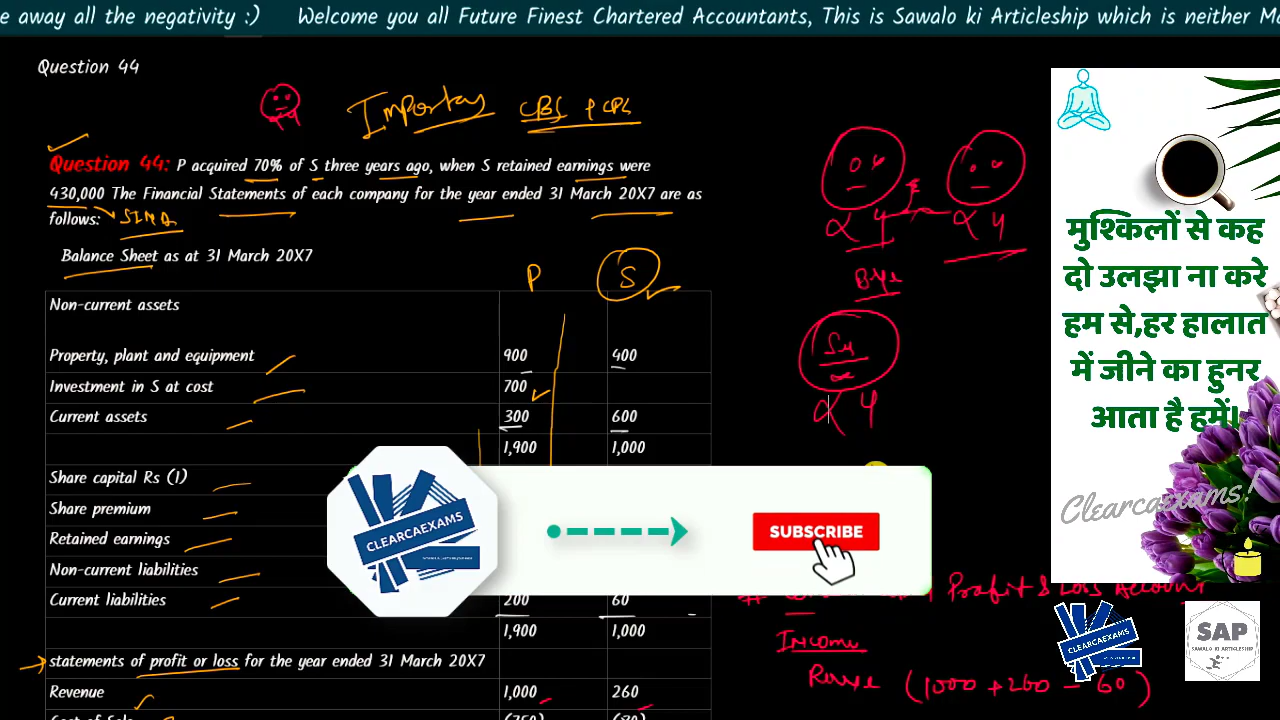 e away all the negativity :) Welcome you all Future Finest Chartered Accountants, This is Sawalo ki Articleship which is neither Ma
Question 44
Important CBS + CPL
Question 44: P acquired 70% of S three years ago, when S retained earnings were
430,000 The Financial Statements of each company for the year ended 31 March 20X7 are as
follows:
Balance Sheet as at 31 March 20X7
P S
Non-current assets
Property, plant and equipment 900 400
Investment in S at cost 700
Current assets 300 600
1,900 1,000
Share capital Rs (1)
Share premium
Retained earnings
Non-current liabilities
Current liabilities 200 60
1,900 1,000
statements of profit or loss for the year ended 31 March 20X7
Revenue 1,000 260
α 4 α 4
α 4
Profit & Loss Account
Income
(1000 + 260 - 60)
CLEARCAEXAMS
SUBSCRIBE
मुश्किलों से कह
दो उलझा ना करे
हम से,हर हालात
में जीने का हुनर
आता है हमें।
Clearcaexams!
CLEARCAEXAMS
SAP
SAWALO KI ARTICLESHIP